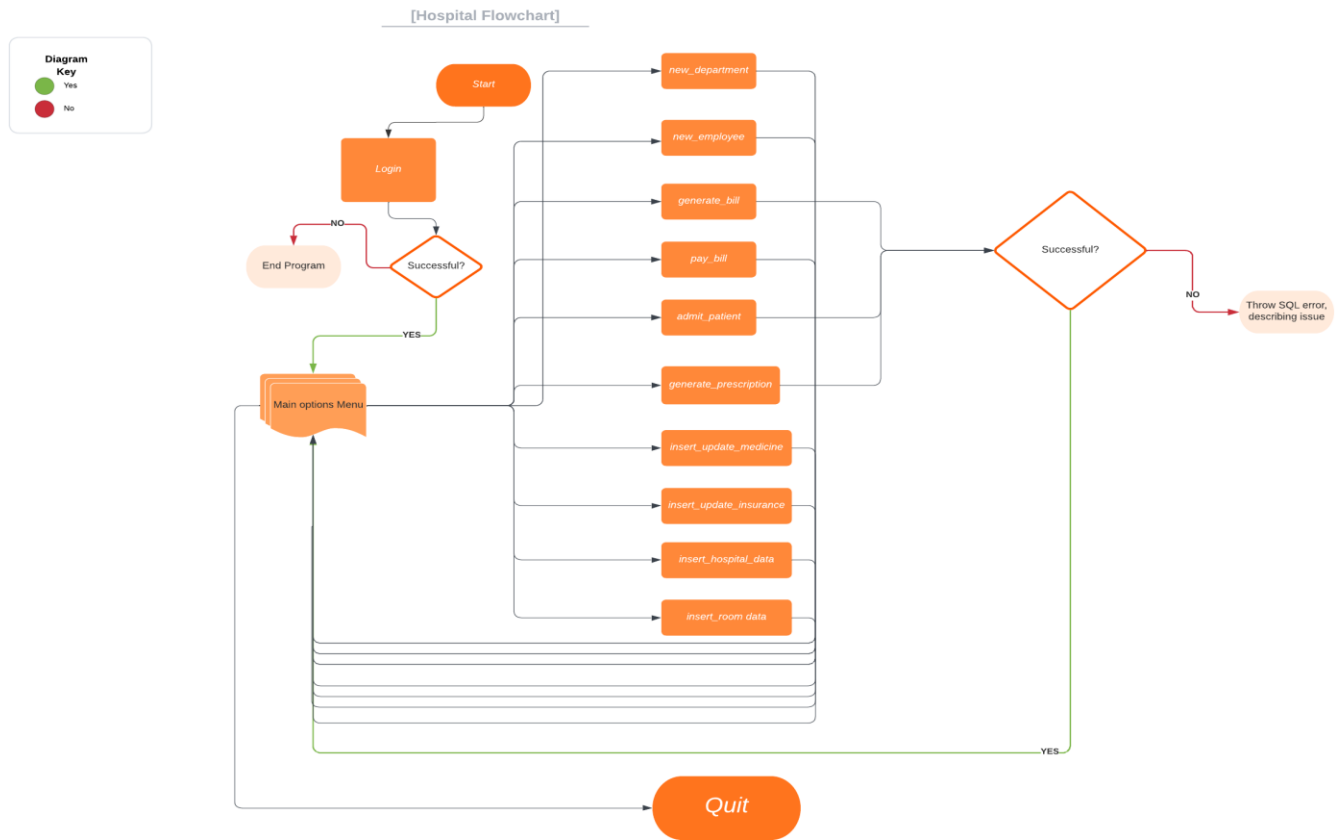 [Hospital Flowchart]
Diagram
Key
Yes
No
Start
Login
NO
End Program
Successful?
YES
Main options Menu
new_department
new_employee
generate_bill
pay_bill
admit_patient
generate_prescription
insert_update_medicine
insert_update_insurance
insert_hospital_data
insert_room data
Successful?
NO
Throw SQL error,
describing issue
YES
Quit